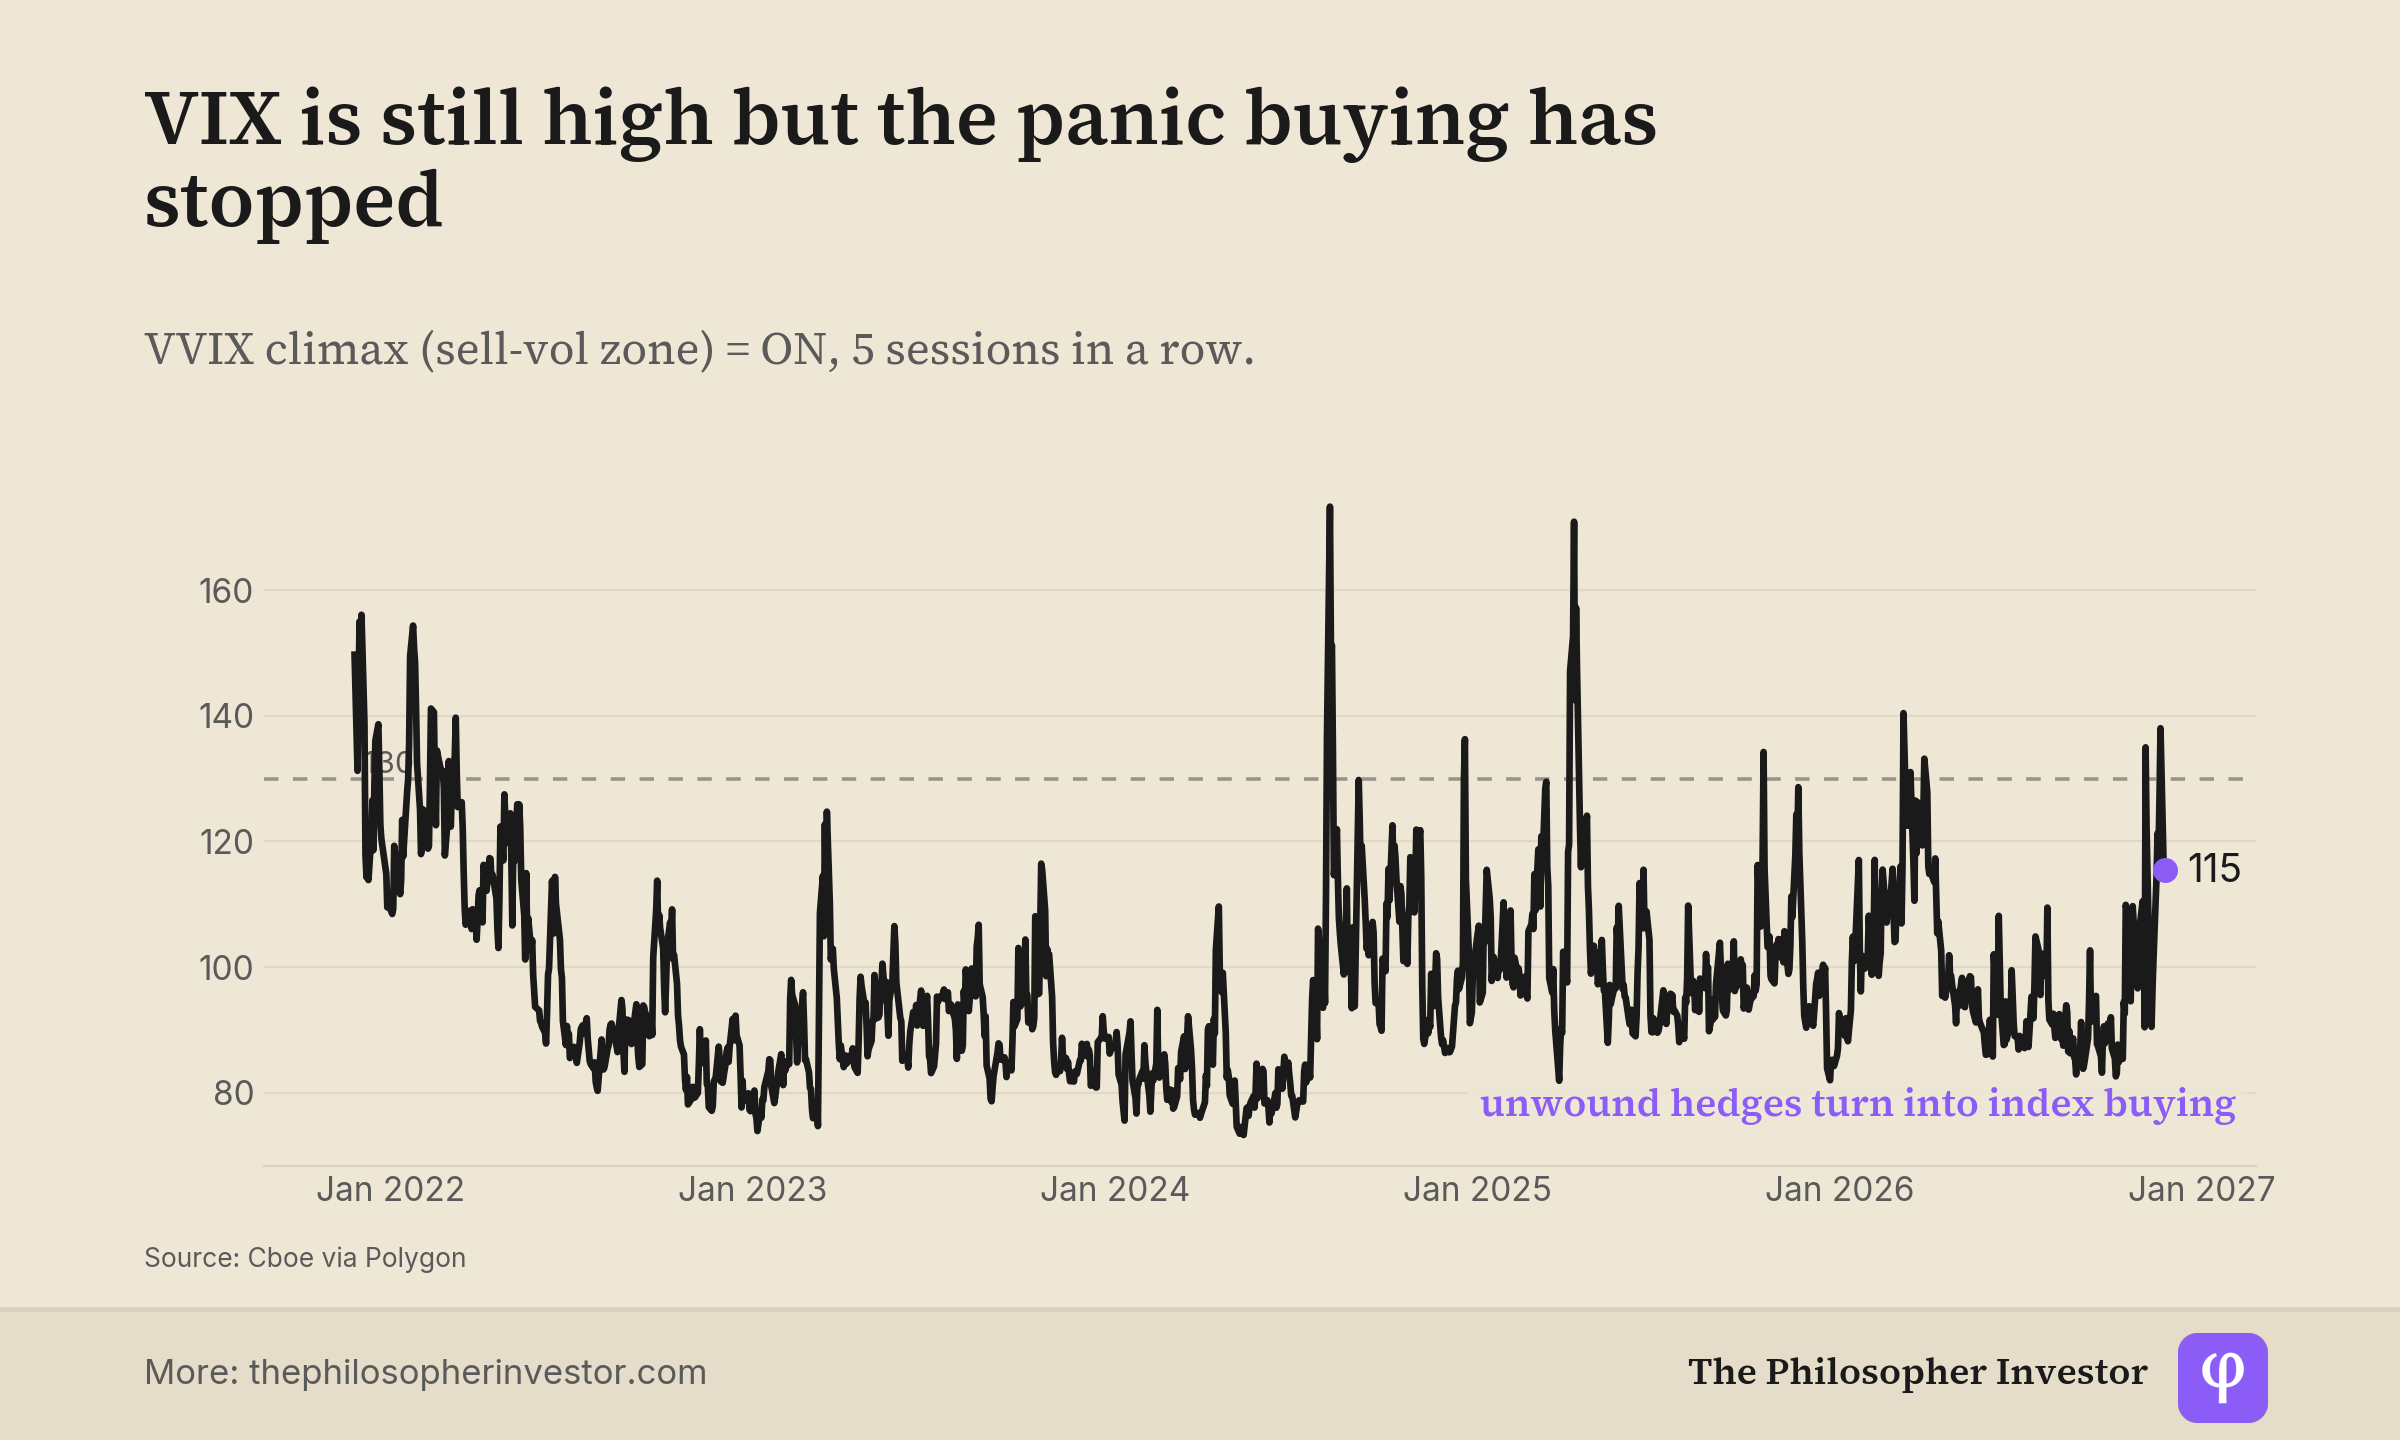 VIX is still high but the panic buying has
stopped
VVIX climax (sell-vol zone) = ON, 5 sessions in a row.
160
140
130
120
115
100
80
unwound hedges turn into index buying
Jan 2022 Jan 2023 Jan 2024 Jan 2025 Jan 2026 Jan 2027
Source: Cboe via Polygon
More: thephilosopherinvestor.com
The Philosopher Investor φ